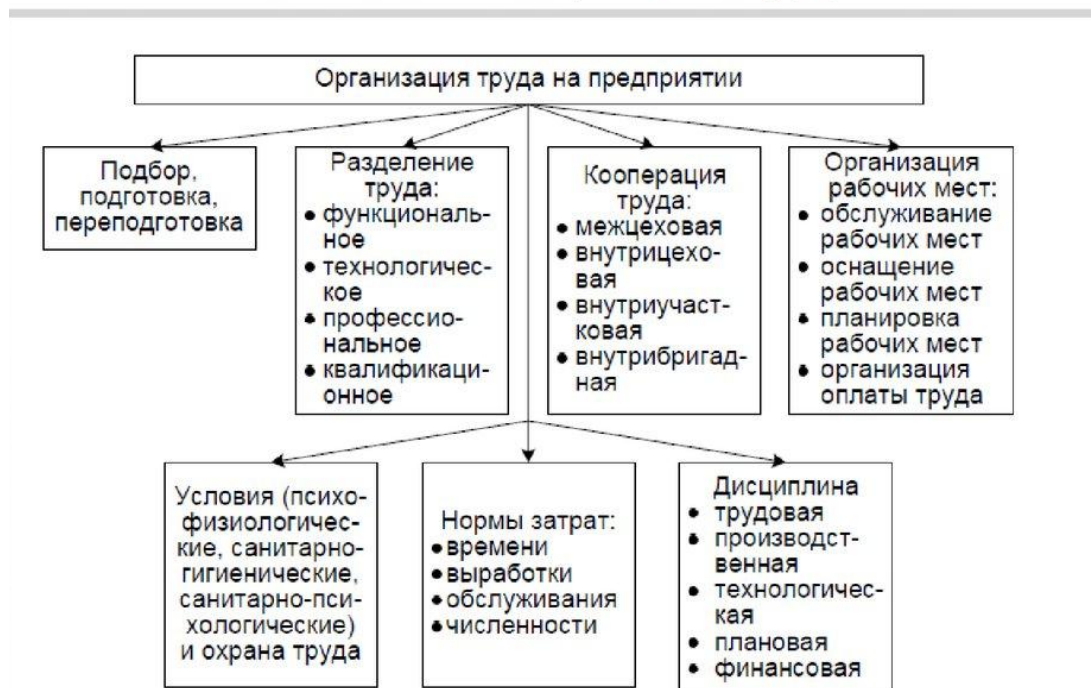 Организация труда на предприятии
Подбор,
подготовка,
переподготовка
Разделение
труда:
• функциональ-
ное
• технологичес-
кое
• профессио-
нальное
• квалификаци-
онное
Кооперация
труда:
• межцеховая
• внутрицехо-
вая
• внутриучаст-
ковая
• внутрибригад-
ная
Организация
рабочих мест:
• обслуживание
рабочих мест
• оснащение
рабочих мест
• планировка
рабочих мест
• организация
оплаты труда
Условия (психо-
физиологичес-
кие, санитарно-
гигиенические,
санитарно-пси-
хологические)
и охрана труда
Нормы затрат:
• времени
• выработки
• обслуживания
• численности
Дисциплина
• трудовая
• производст-
венная
• технологичес-
кая
• плановая
• финансовая